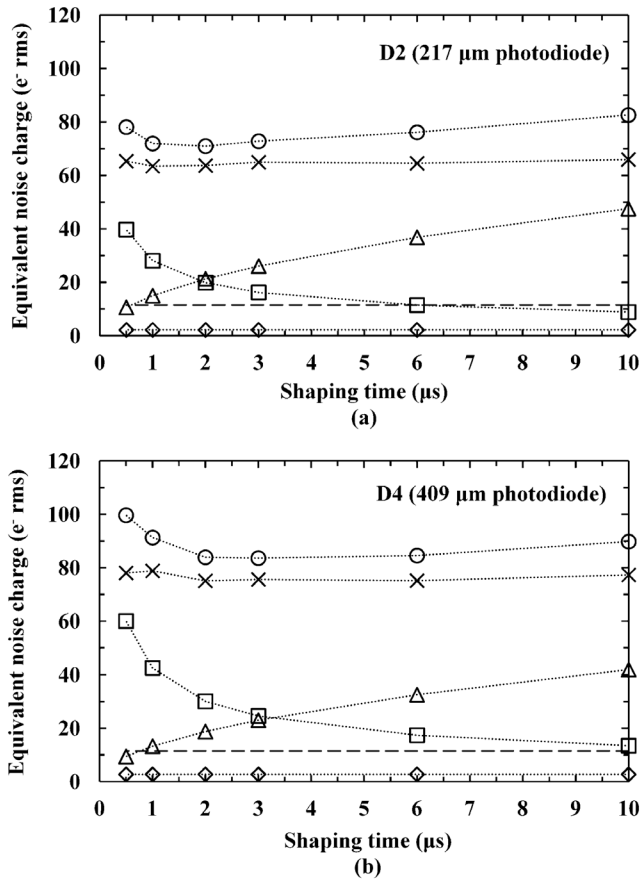 120
D2 (217 μm photodiode)
100
80
60
40
20
0
Equivalent noise charge (e- rms)
0 1 2 3 4 5 6 7 8 9 10
Shaping time (μs)
(a)
120
D4 (409 μm photodiode)
100
80
60
40
20
0
Equivalent noise charge (e- rms)
0 1 2 3 4 5 6 7 8 9 10
Shaping time (μs)
(b)